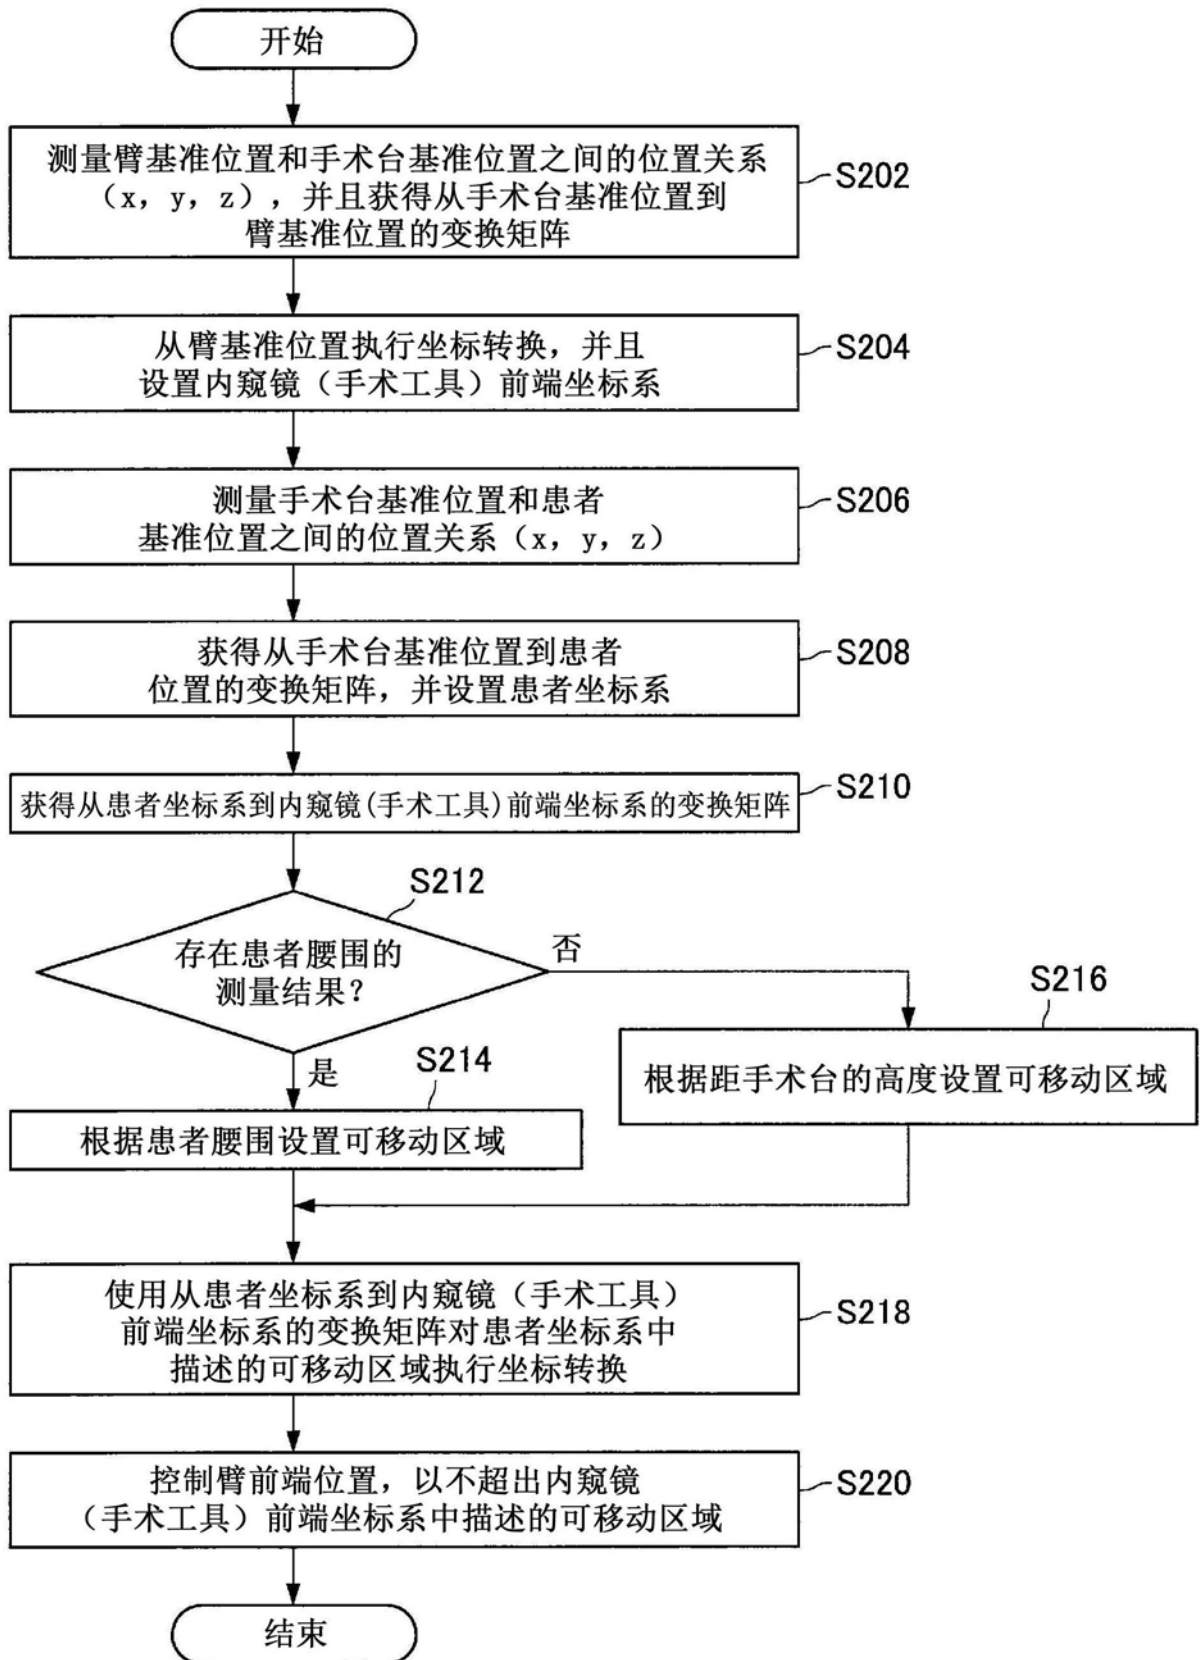 开始
测量臂基准位置和手术台基准位置之间的位置关系
（x，y，z），并且获得从手术台基准位置到
臂基准位置的变换矩阵
S202
从臂基准位置执行坐标转换，并且
设置内窥镜（手术工具）前端坐标系
S204
测量手术台基准位置和患者
基准位置之间的位置关系（x，y，z）
S206
获得从手术台基准位置到患者
位置的变换矩阵，并设置患者坐标系
S208
获得从患者坐标系到内窥镜(手术工具)前端坐标系的变换矩阵
S210
S212
存在患者腰围的
测量结果？
否
是
S216
根据距手术台的高度设置可移动区域
S214
根据患者腰围设置可移动区域
使用从患者坐标系到内窥镜（手术工具）
前端坐标系的变换矩阵对患者坐标系中
描述的可移动区域执行坐标转换
S218
控制臂前端位置，以不超出内窥镜
（手术工具）前端坐标系中描述的可移动区域
S220
结束